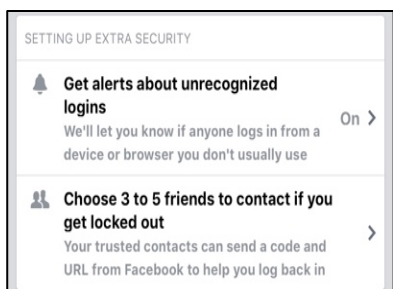 SETTING UP EXTRA SECURITY
Get alerts about unrecognized
logins
We'll let you know if anyone logs in from a
device or browser you don't usually use
On
Choose 3 to 5 friends to contact if you
get locked out
Your trusted contacts can send a code and
URL from Facebook to help you log back in